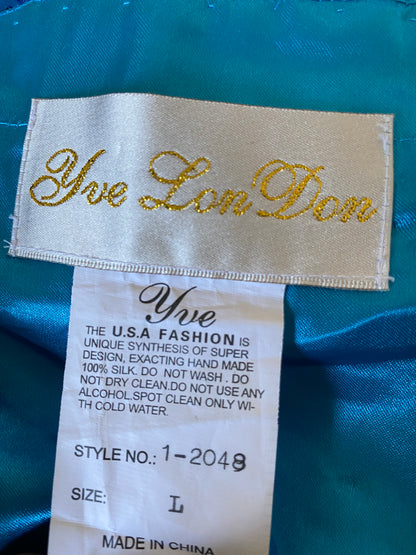 Yve Lon Don
Yve
THE U.S.A FASHION IS
UNIQUE SYNTHESIS OF SUPER
DESIGN, EXACTING HAND MADE
100% SILK. DO NOT WASH . DO
NOT DRY CLEAN.DO NOT USE ANY
ALCOHOL.SPOT CLEAN ONLY WI-
TH COLD WATER.
STYLE NO.: 1-2048
SIZE: L
MADE IN CHINA